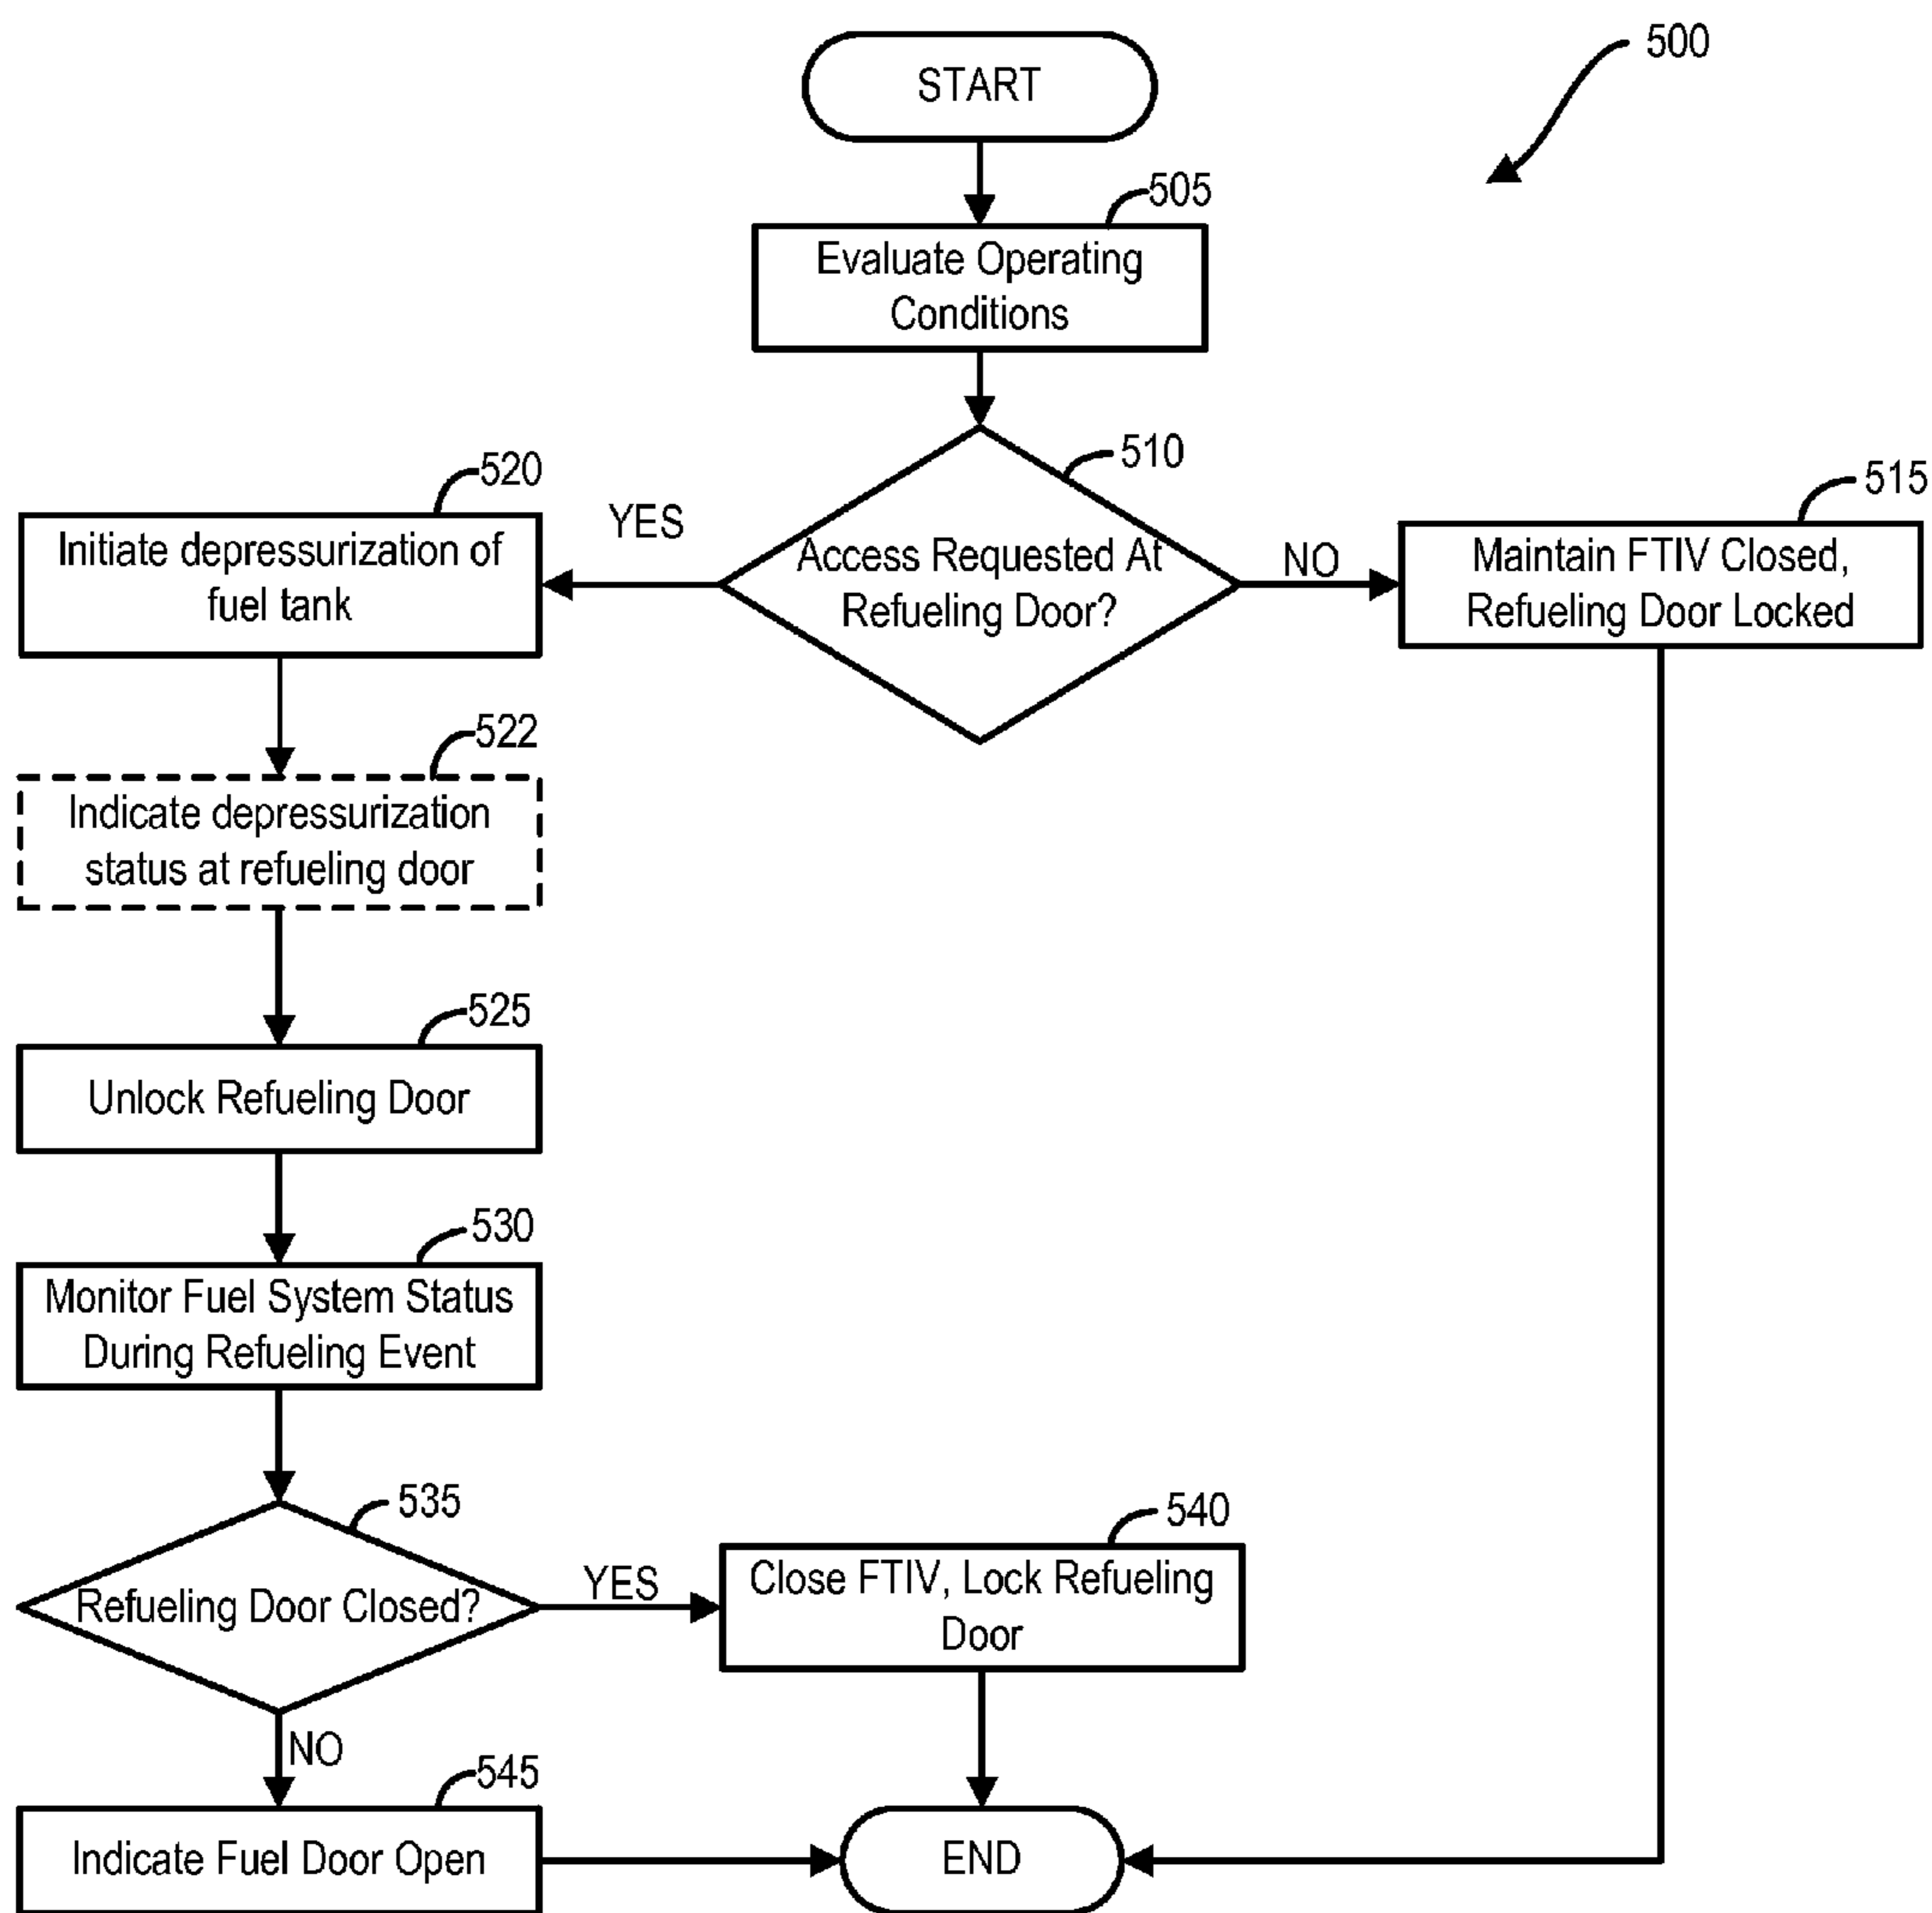 500
START
505
Evaluate Operating
Conditions
510
Access Requested At
Refueling Door?
YES
NO
520
Initiate depressurization of
fuel tank
515
Maintain FTIV Closed,
Refueling Door Locked
522
Indicate depressurization
status at refueling door
525
Unlock Refueling Door
530
Monitor Fuel System Status
During Refueling Event
535
Refueling Door Closed?
YES
540
Close FTIV, Lock Refueling
Door
NO
545
Indicate Fuel Door Open
END